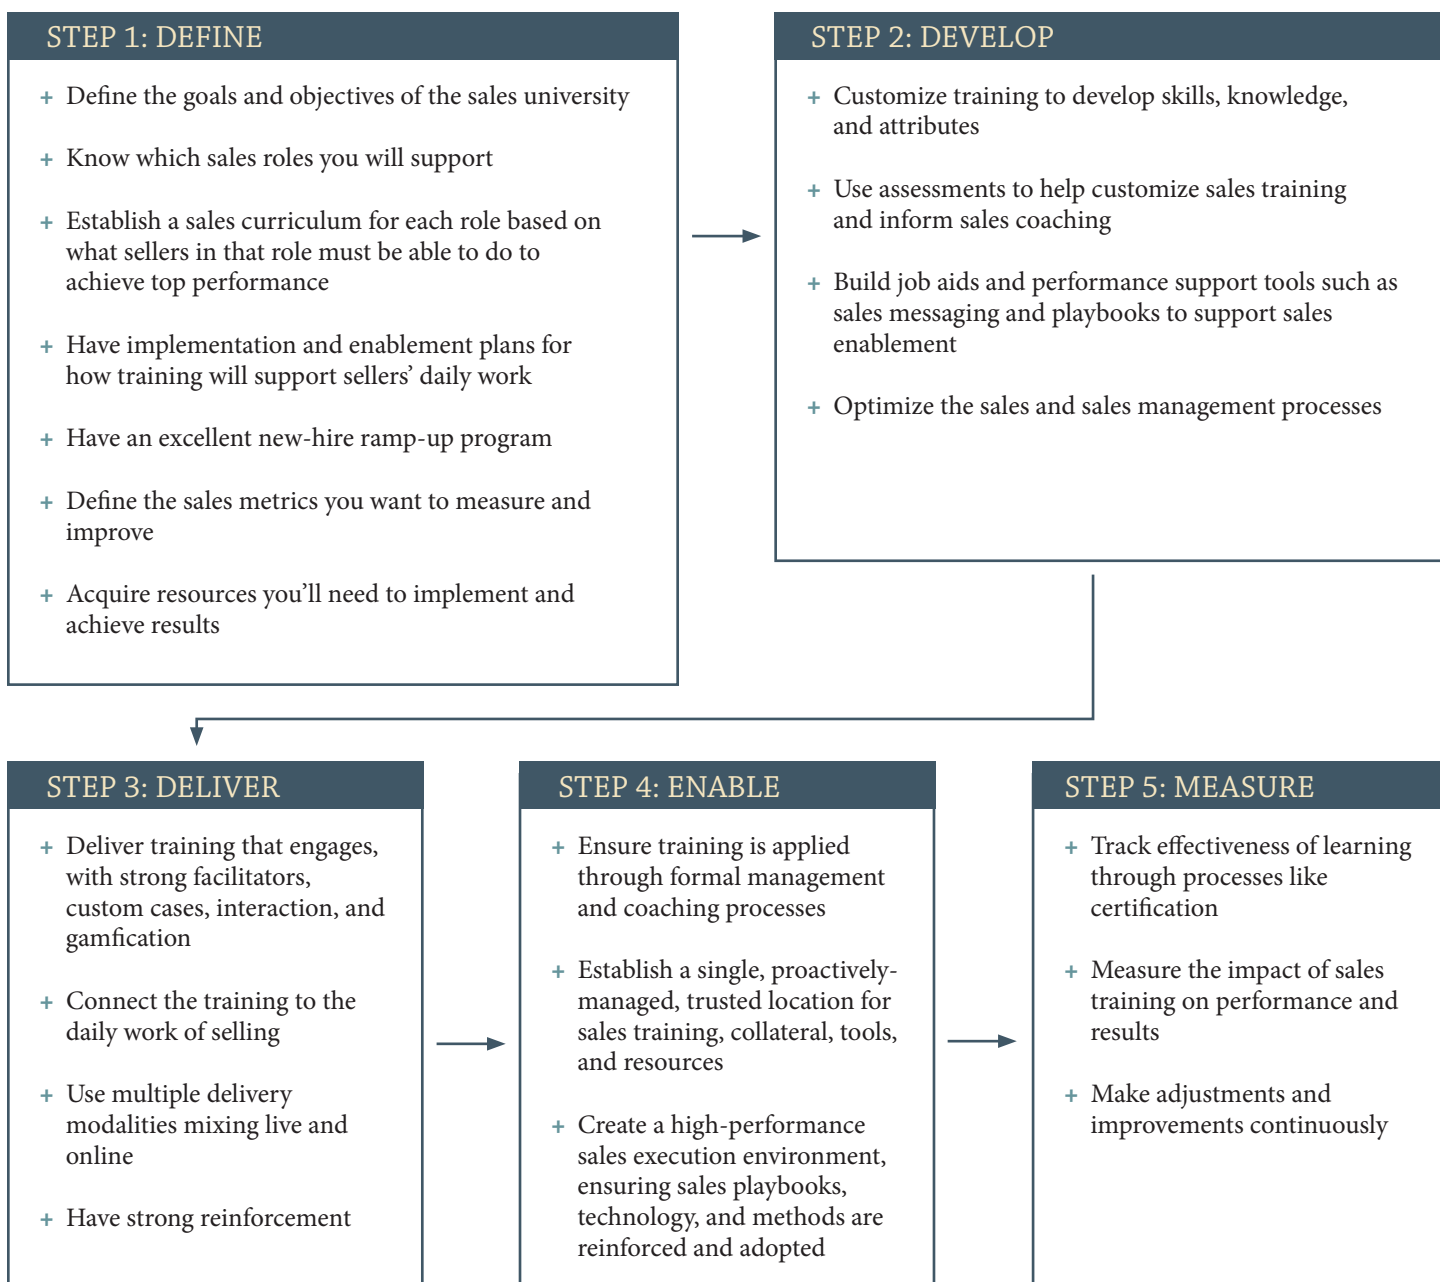 STEP 1: DEFINE
+ Define the goals and objectives of the sales university
+ Know which sales roles you will support
+ Establish a sales curriculum for each role based on
what sellers in that role must be able to do to
achieve top performance
+ Have implementation and enablement plans for
how training will support sellers’ daily work
+ Have an excellent new-hire ramp-up program
+ Define the sales metrics you want to measure and
improve
+ Acquire resources you’ll need to implement and
achieve results
STEP 2: DEVELOP
+ Customize training to develop skills, knowledge,
and attributes
+ Use assessments to help customize sales training
and inform sales coaching
+ Build job aids and performance support tools such as
sales messaging and playbooks to support sales
enablement
+ Optimize the sales and sales management processes
STEP 3: DELIVER
+ Deliver training that engages,
with strong facilitators,
custom cases, interaction, and
gamfication
+ Connect the training to the
daily work of selling
+ Use multiple delivery
modalities mixing live and
online
+ Have strong reinforcement
STEP 4: ENABLE
+ Ensure training is applied
through formal management
and coaching processes
+ Establish a single, proactively-
managed, trusted location for
sales training, collateral, tools,
and resources
+ Create a high-performance
sales execution environment,
ensuring sales playbooks,
technology, and methods are
reinforced and adopted
STEP 5: MEASURE
+ Track effectiveness of learning
through processes like
certification
+ Measure the impact of sales
training on performance and
results
+ Make adjustments and
improvements continuously